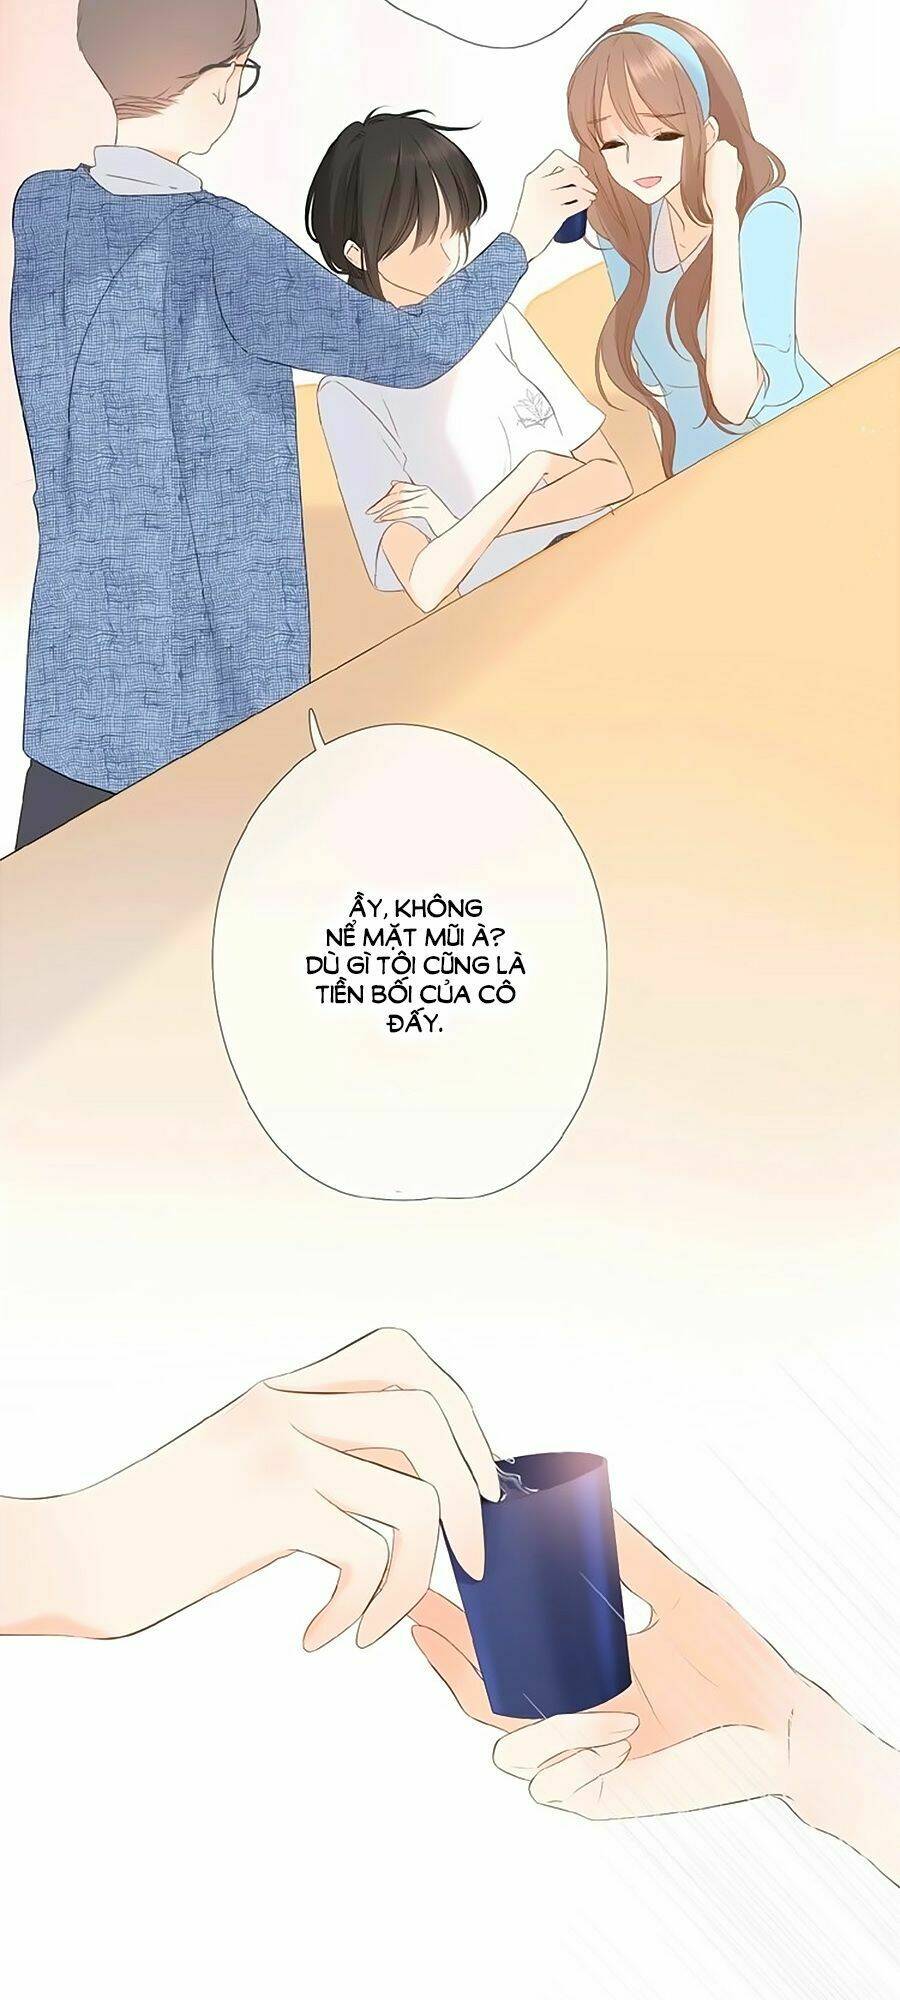 ẦY, KHÔNG
NỂ MẶT MŨI À?
DÙ GÌ TÔI CŨNG LÀ
TIỀN BỐI CỦA CÔ
ĐẤY.